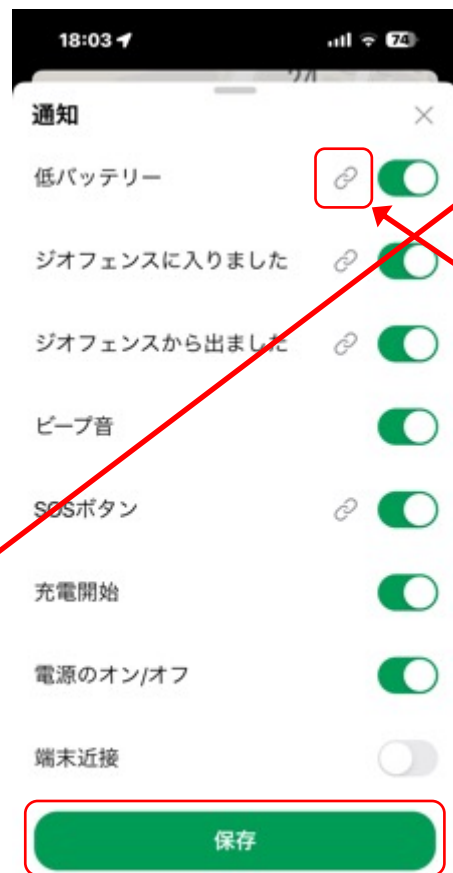 18:03
74
通知
低バッテリー
ジオフェンスに入りました
ジオフェンスから出ました
ビープ音
SOSボタン
充電開始
電源のオン/オフ
端末近接
保存